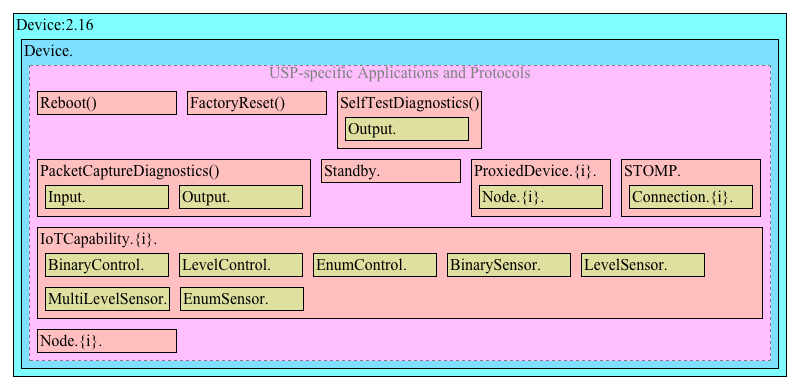 Device:2.16
Device.
USP-specific Applications and Protocols
Reboot()
FactoryReset()
SelfTestDiagnostics()
Output.
PacketCaptureDiagnostics()
Input.
Output.
Standby.
ProxiedDevice.{i}.
Node.{i}.
STOMP.
Connection.{i}.
IoTCapability.{i}.
BinaryControl.
LevelControl.
EnumControl.
BinarySensor.
LevelSensor.
MultiLevelSensor.
EnumSensor.
Node.{i}.